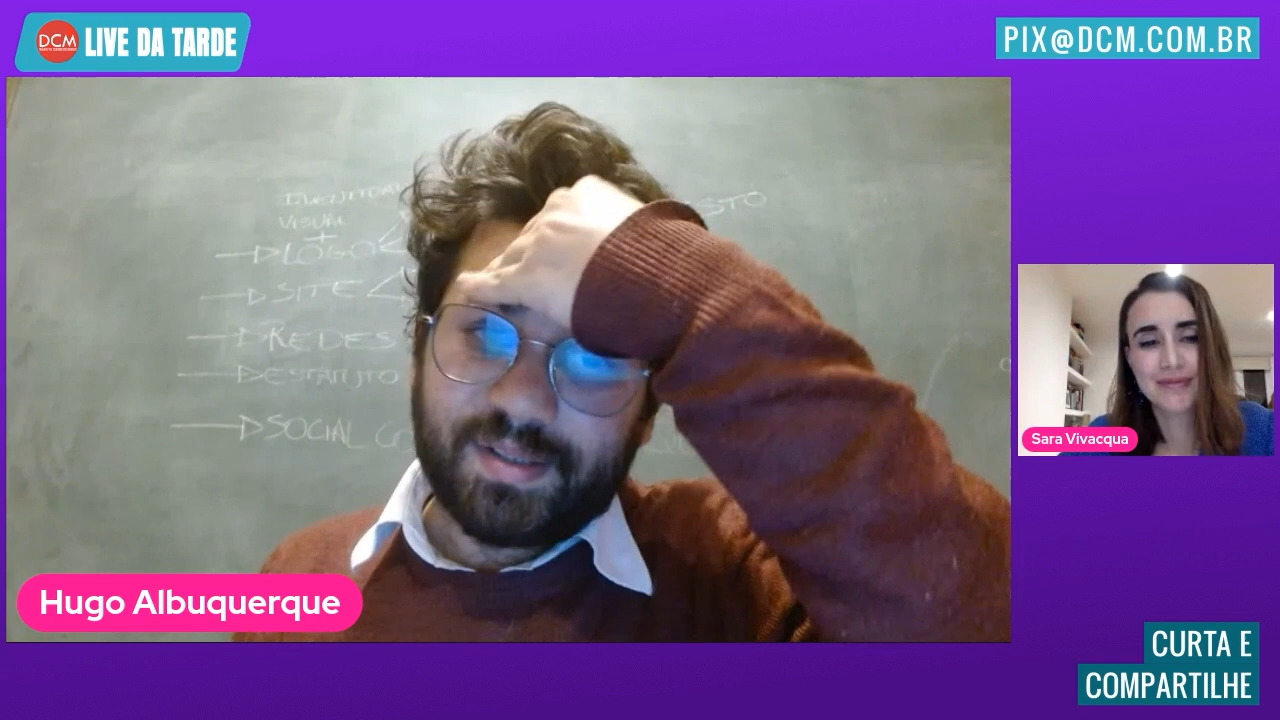 DCM
LIVE DA TARDE
PIX@DCM.COM.BR
VISUAL
+
LOGO
SITE
REDES
ESTATUTO
SOCIAL
Sara Vivacqua
Hugo Albuquerque
CURTA E
COMPARTILHE